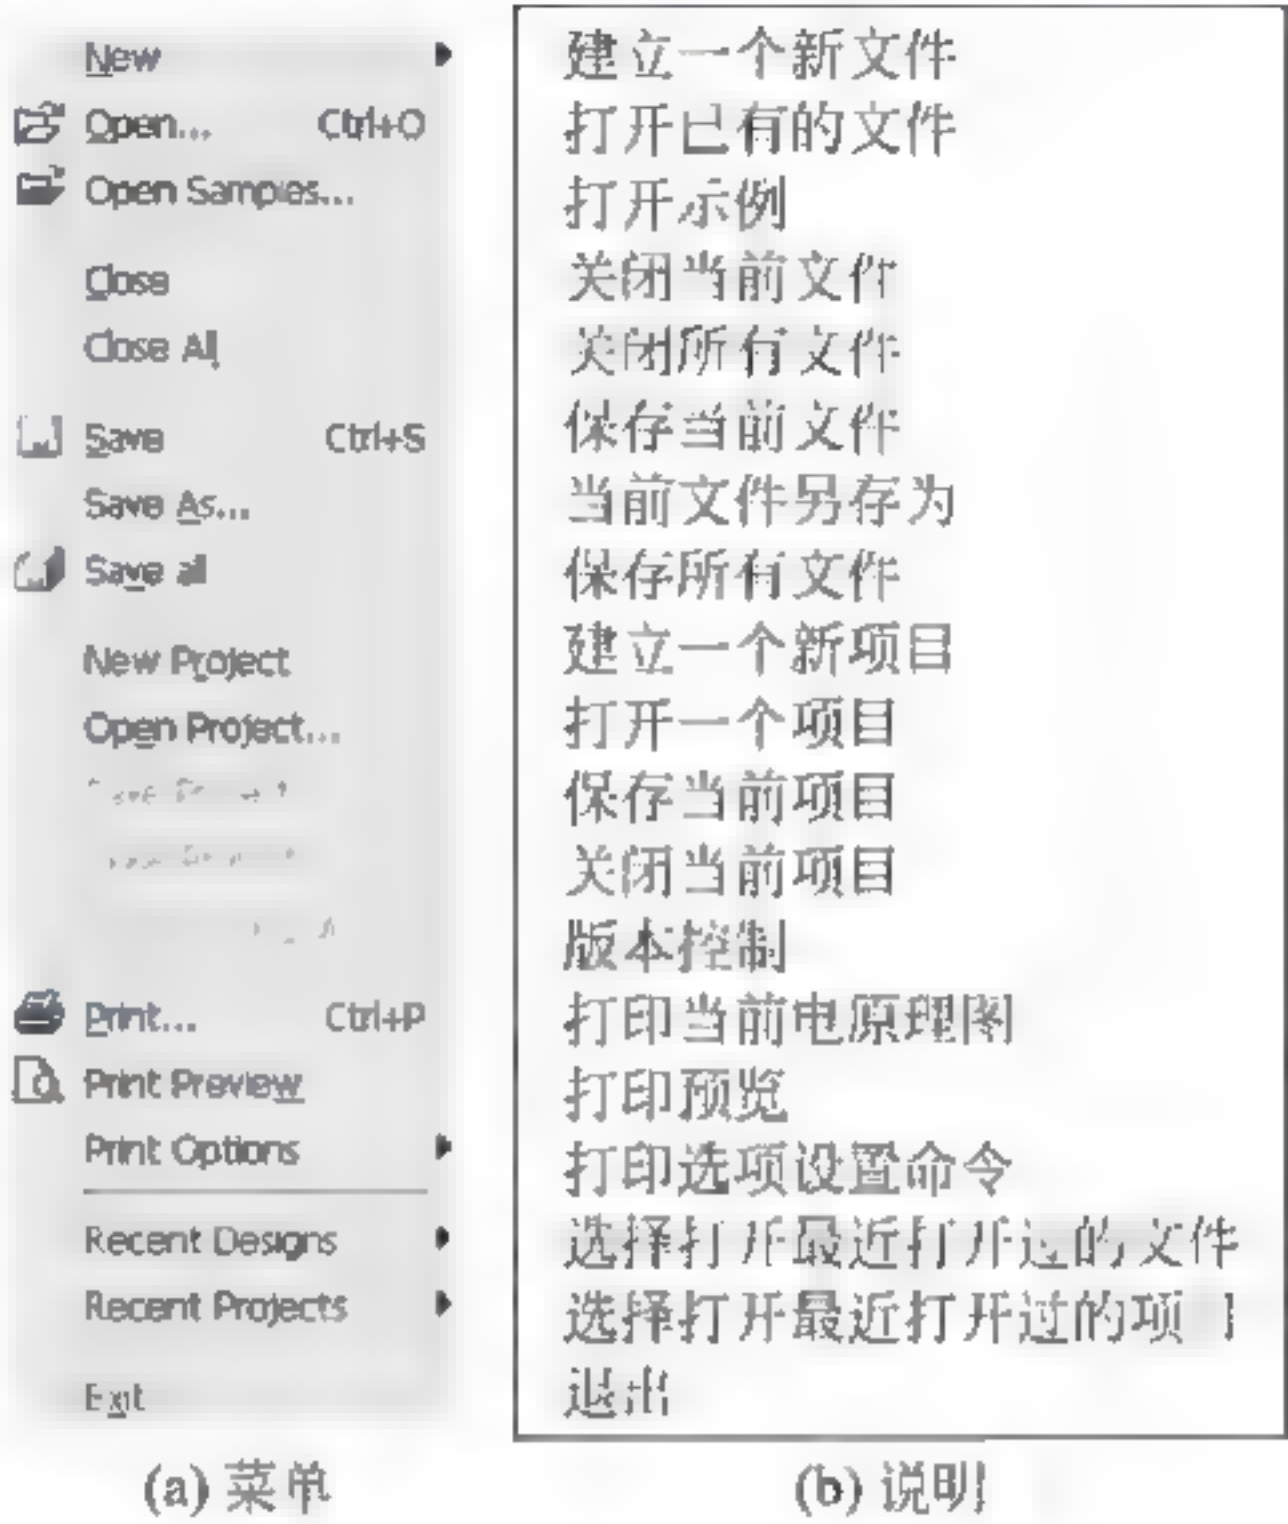 New
Open... Ctrl+O
Open Samples...
Close
Close All
Save Ctrl+S
Save As...
Save all
New Project
Open Project...
Print... Ctrl+P
Print Preview
Print Options
Recent Designs
Recent Projects
Exit
(a) 菜单
建立一个新文件
打开已有的文件
打开示例
关闭当前文件
关闭所有文件
保存当前文件
当前文件另存为
保存所有文件
建立一个新项目
打开一个项目
保存当前项目
关闭当前项目
版本控制
打印当前电原理图
打印预览
打印选项设置命令
选择打开最近打开过的文件
选择打开最近打开过的项
退出
(b) 说明